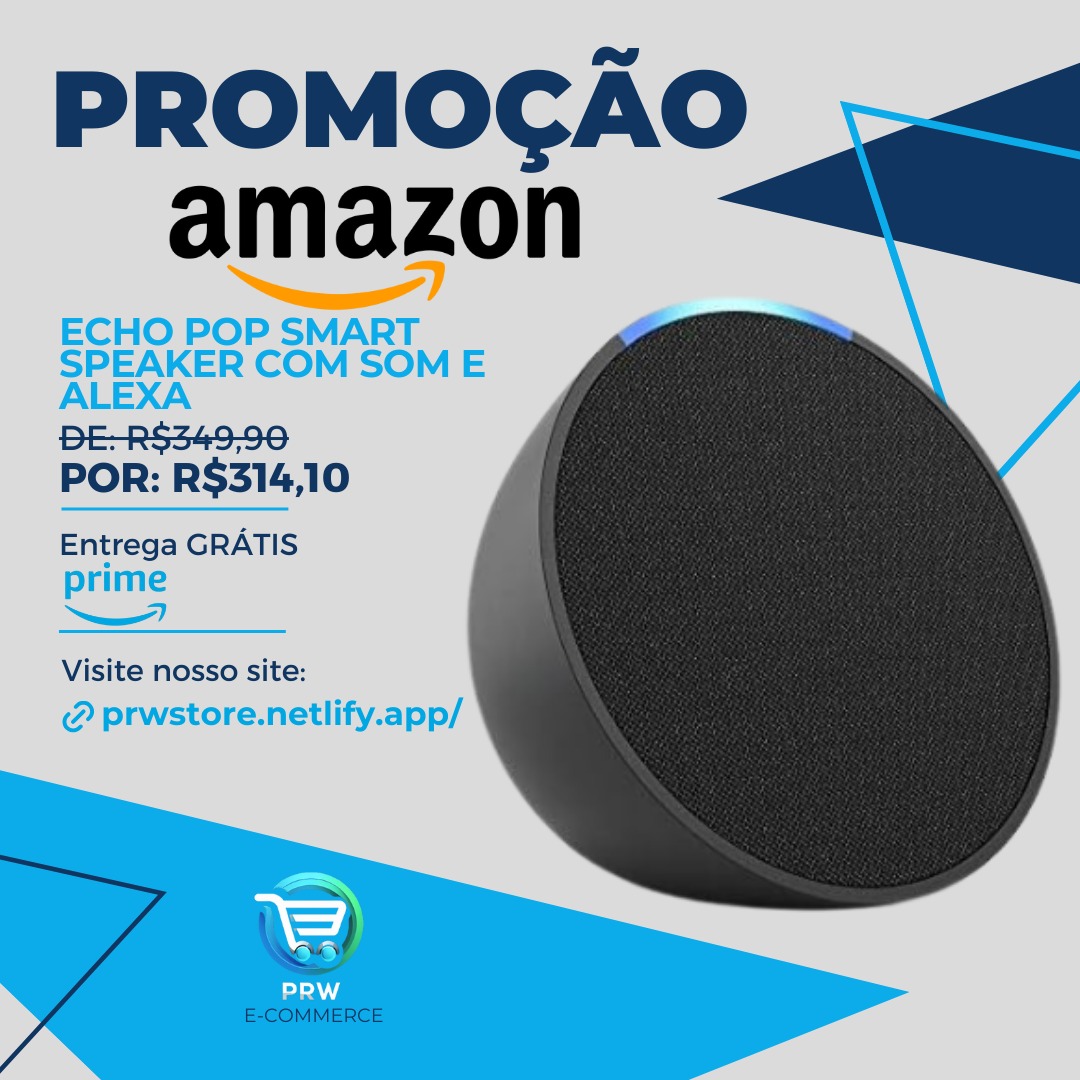 PROMOÇÃO
amazon
ECHO POP SMART
SPEAKER COM SOM E
ALEXA
DE: R$349,90
POR: R$314,10
Entrega GRÁTIS
prime
Visite nosso site:
prwstore.netlify.app/
PRW
E-COMMERCE